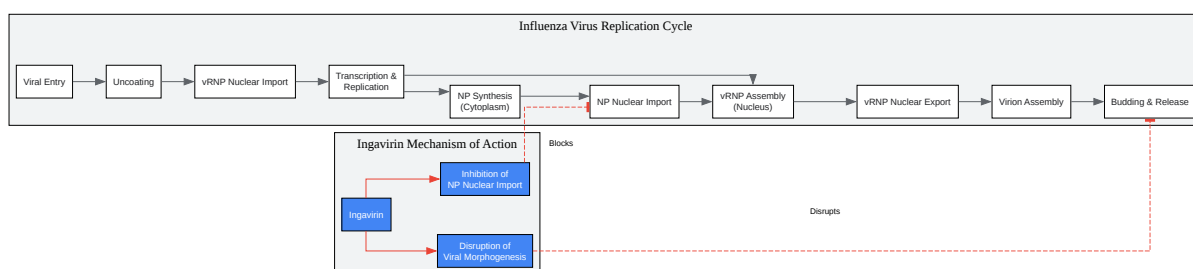 Influenza Virus Replication Cycle
Viral Entry
Uncoating
vRNP Nuclear Import
Transcription &
Replication
NP Synthesis
(Cytoplasm)
NP Nuclear Import
vRNP Assembly
(Nucleus)
vRNP Nuclear Export
Virion Assembly
Budding & Release
Ingavirin Mechanism of Action
Blocks
Inhibition of
NP Nuclear Import
Ingavirin
Disrupts
Disruption of
Viral Morphogenesis